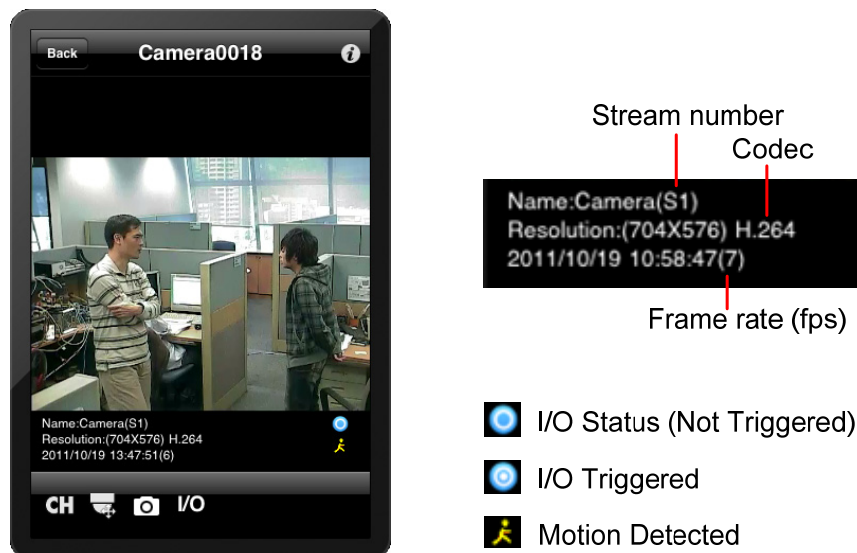 Back
Camera0018
Name:Camera(S1)
Resolution:(704X576) H.264
2011/10/19 13:47:51(6)
CH
I/O
Stream number
Codec
Name:Camera(S1)
Resolution:(704X576) H.264
2011/10/19 10:58:47(7)
Frame rate (fps)
I/O Status (Not Triggered)
I/O Triggered
Motion Detected